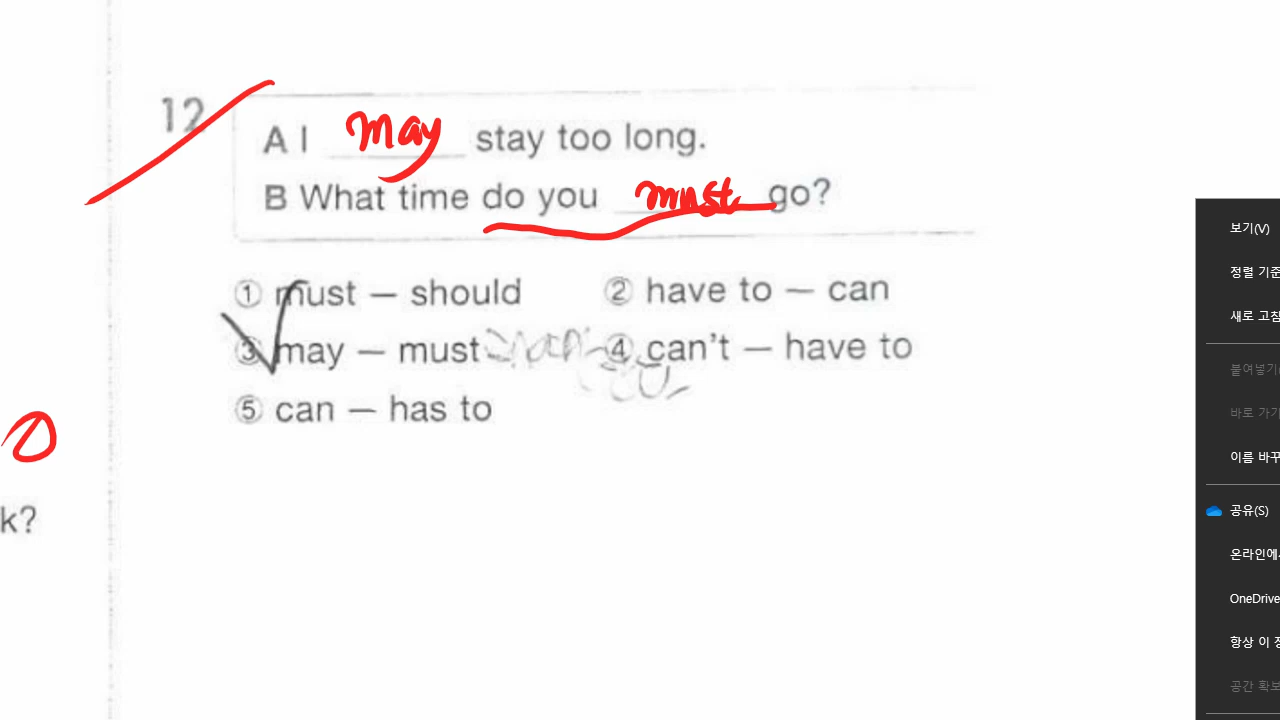 12
A I may stay too long.
B What time do you must go?
① must – should ② have to – can
③ may – must ④ can't – have to
⑤ can – has to
k?
보기(V)
정렬 기준
새로 고침
붙여넣기(
바로 가기
이름 바꾸
공유(S)
온라인에서
OneDrive
항상 이 장
공간 확보